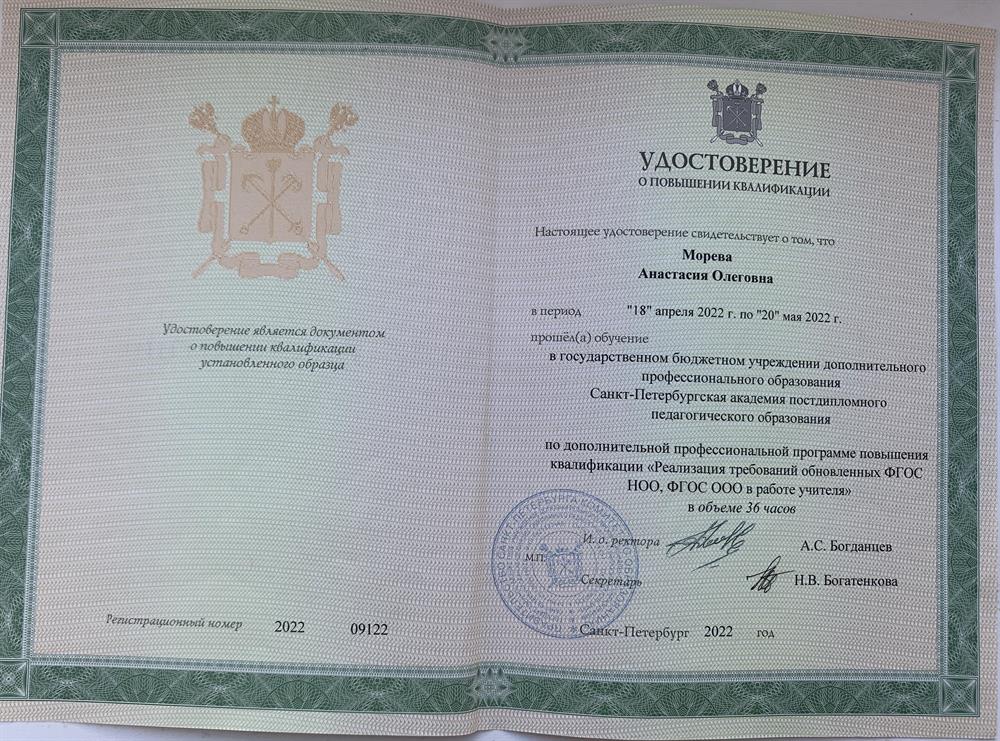 Удостоверение является документом
о повышении квалификации
установленного образца
Регистрационный номер 2022 09122
УДОСТОВЕРЕНИЕ
О ПОВЫШЕНИИ КВАЛИФИКАЦИИ
Настоящее удостоверение свидетельствует о том, что
Морева
Анастасия Олеговна
в период "18" апреля 2022 г. по "20" мая 2022 г.
прошёл(а) обучение
в государственном бюджетном учреждении дополнительного
профессионального образования
Санкт-Петербургская академия постдипломного
педагогического образования
по дополнительной профессиональной программе повышения
квалификации «Реализация требований обновленных ФГОС
НОО, ФГОС ООО в работе учителя»
в объеме 36 часов
И. о. ректора А.С. Богданцев
М.П.
Секретарь Н.В. Богатенкова
Санкт-Петербург 2022 год